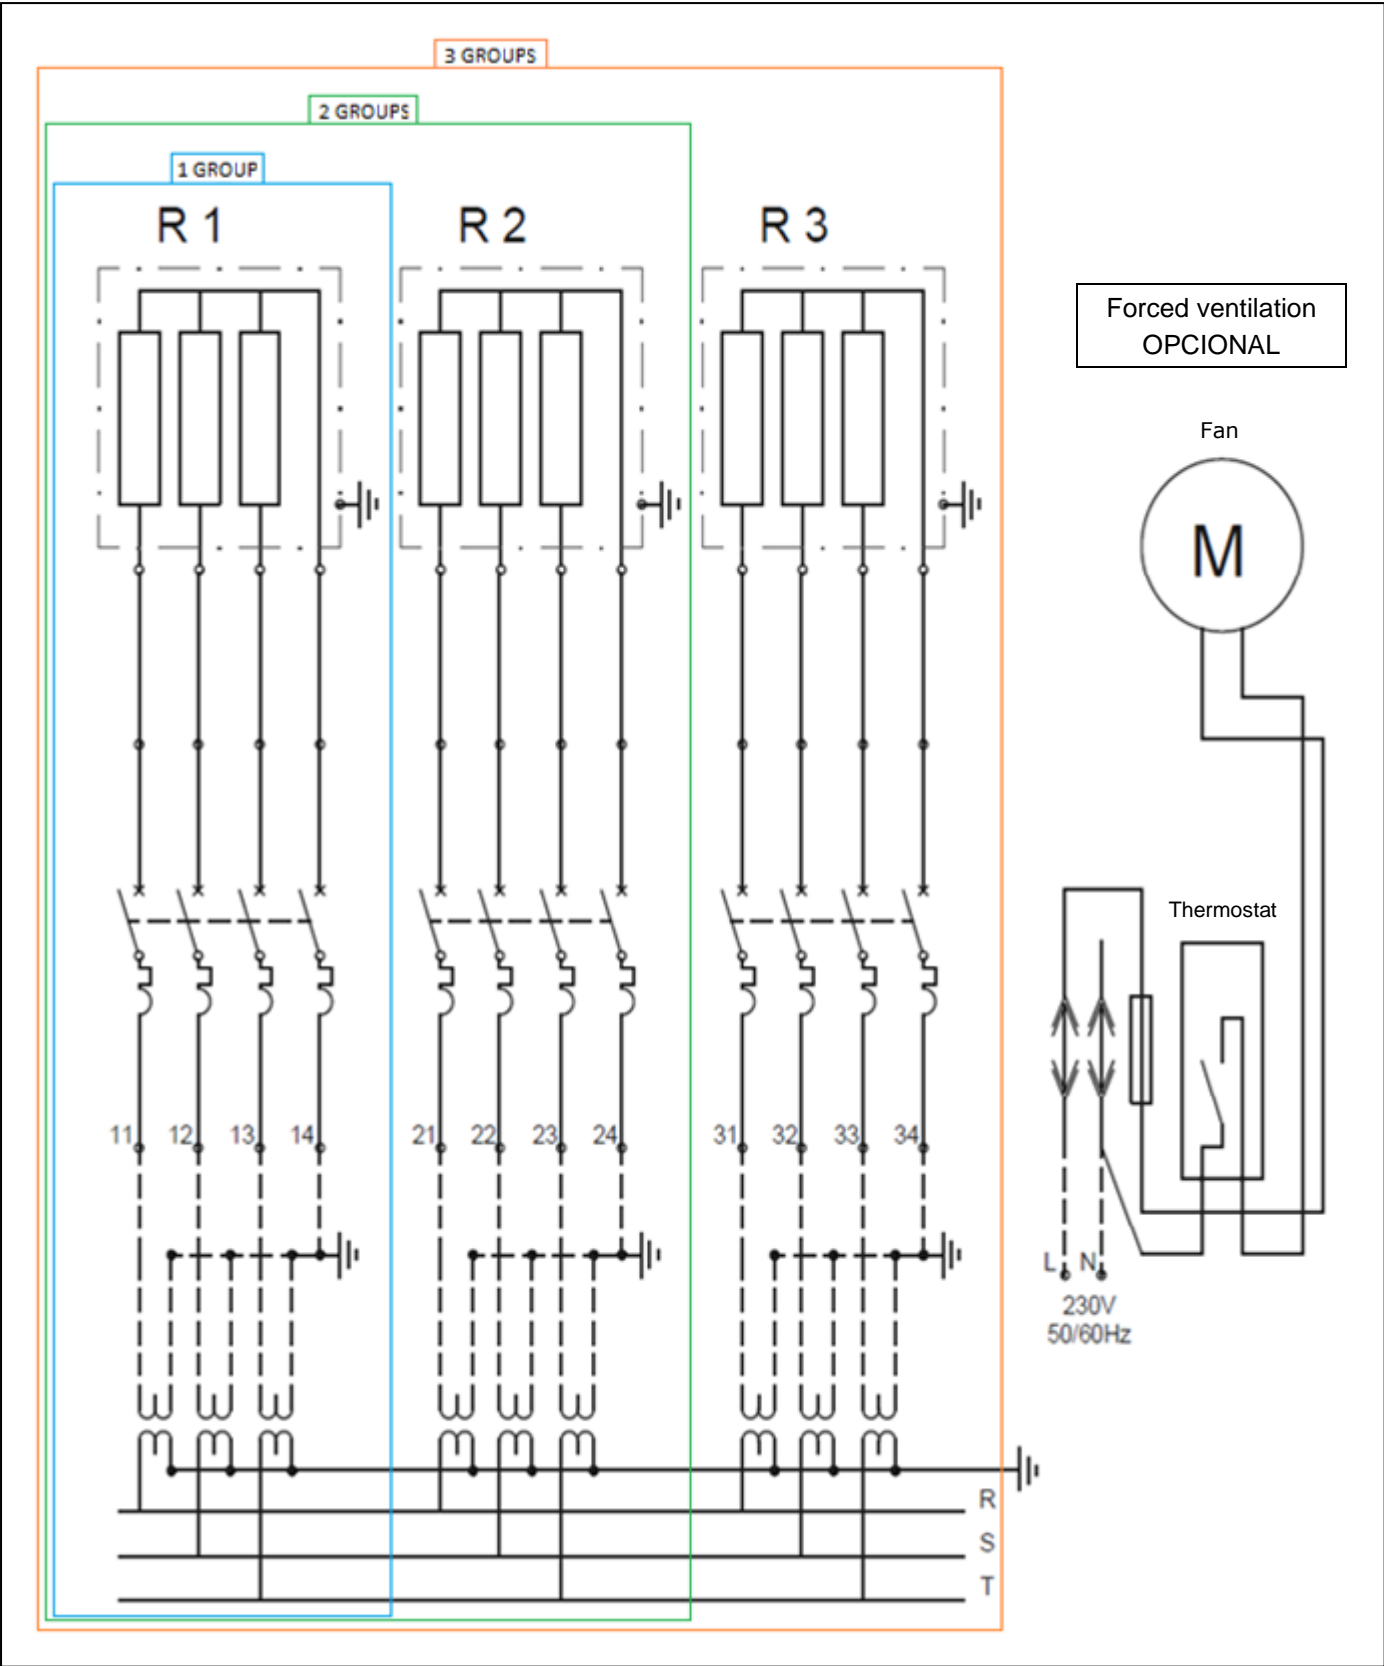 3 GROUPS
2 GROUPS
1 GROUP
R 1
R 2
R 3
Forced ventilation
OPCIONAL
Fan
M
Thermostat
11 12 13 14 21 22 23 24 31 32 33 34
L N
230V
50/60Hz
R
S
T